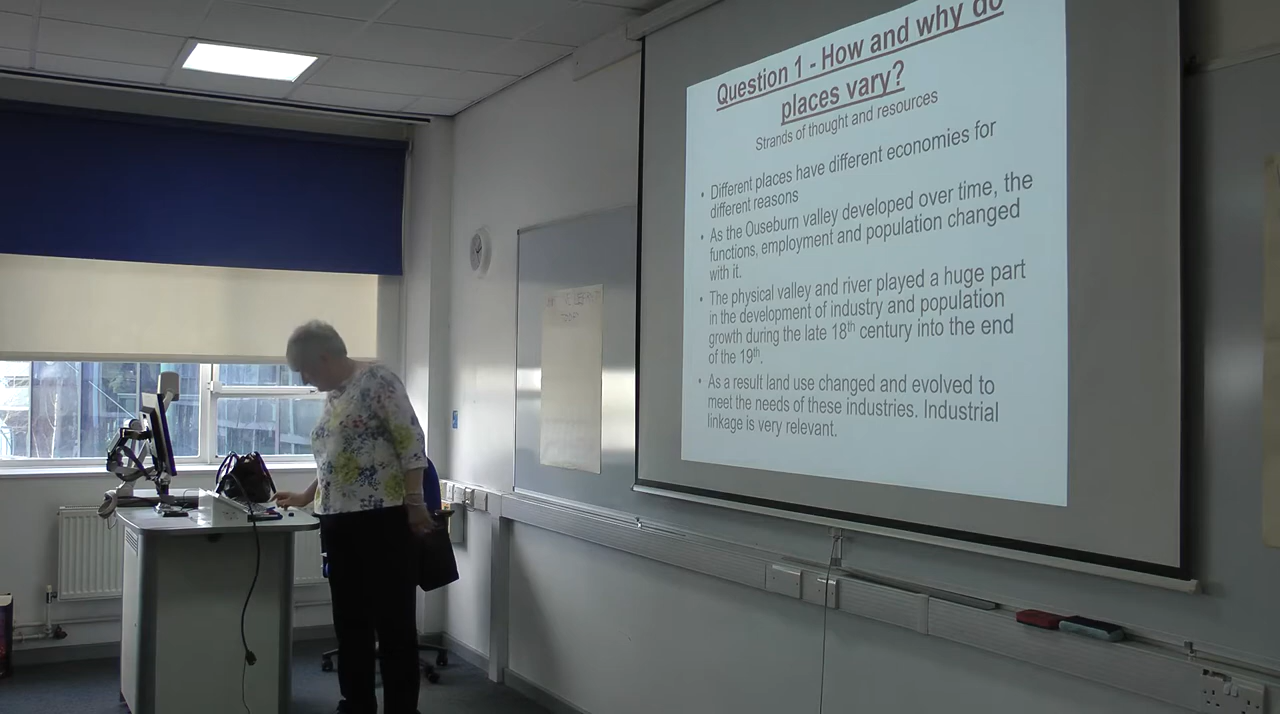 Question 1 - How and why do
places vary?
Strands of thought and resources
• Different places have different economies for
different reasons
• As the Ouseburn valley developed over time, the
functions, employment and population changed
with it.
• The physical valley and river played a huge part
in the development of industry and population
growth during the late 18th century into the end
of the 19th.
• As a result land use changed and evolved to
meet the needs of these industries. Industrial
linkage is very relevant.